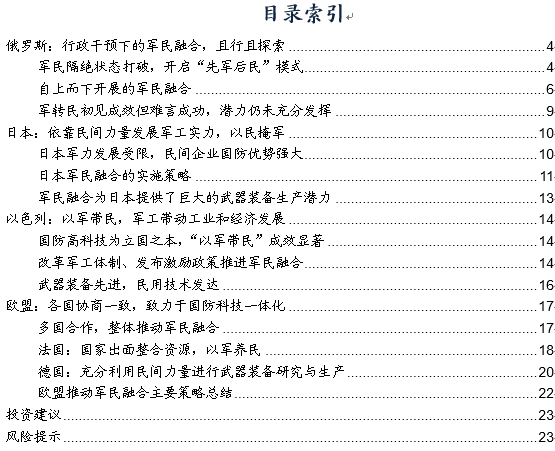 目录索引
俄罗斯：行政干预下的军民融合，且行且探索 4
军民隔绝状态打破，开启“先军后民”模式 4
自上而下开展的军民融合 6
军转民初见成效但难言成功，潜力仍未充分发挥 9
日本：依靠民间力量发展军工实力，以民掩军 10
日本军力发展受限，民间企业国防优势强大 10
日本军民融合的实施策略 11
军民融合为日本提供了巨大的武器装备生产潜力 13
以色列：以军带民，军工带动工业和经济发展 14
国防高科技为立国之本，“以军带民”成效显著 14
改革军工体制、发布激励政策推进军民融合 14
武器装备先进，民用技术发达 16
欧盟：各国协商一致，致力于国防科技一体化 17
多国合作，整体推动军民融合 17
法国：国家出面整合资源，以军养民 18
德国：充分利用民间力量进行武器装备研究与生产 20
欧盟推动军民融合主要策略总结 22
投资建议 23
风险提示 23